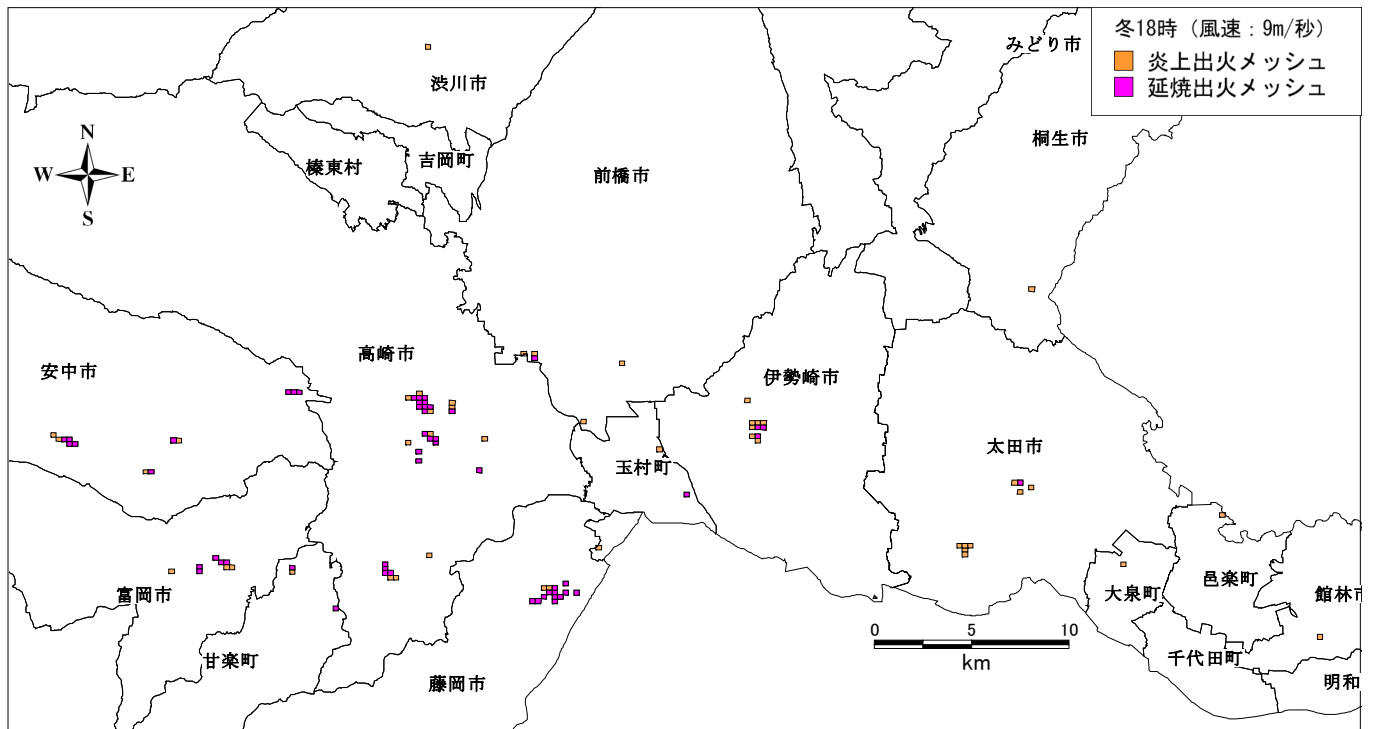 冬18時（風速：9m/秒）
炎上出火メッシュ
延焼出火メッシュ
みどり市
渋川市
桐生市
N
W E
S
榛東村
吉岡町
前橋市
高崎市
安中市
伊勢崎市
太田市
玉村町
富岡市
大泉町
邑楽町
館林市
甘楽町
千代田町
藤岡市
明和
0 5 10
km